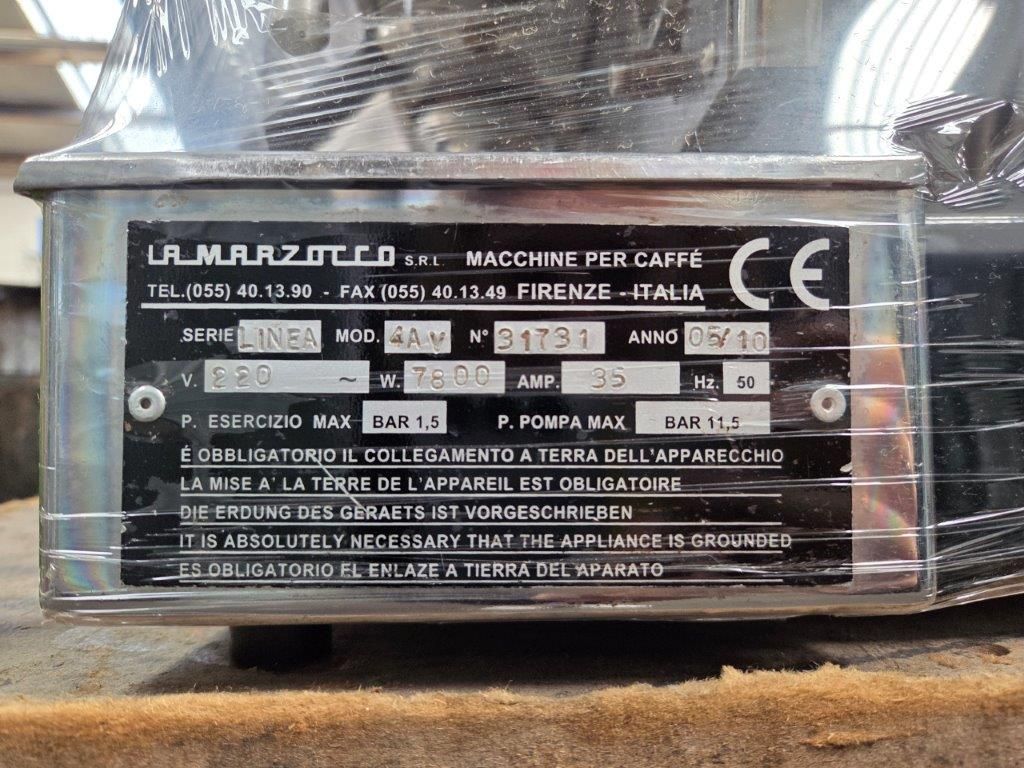 LA MARZOCCO S.R.L. MACCHINE PER CAFFÉ CE
TEL.(055) 40.13.90 - FAX (055) 40.13.49 FIRENZE - ITALIA
SERIE LINEA MOD. 4AV N° 31731 ANNO 05/10
V. 220 ~ W. 7800 AMP. 35 Hz. 50
P. ESERCIZIO MAX BAR 1,5 P. POMPA MAX BAR 11,5
É OBBLIGATORIO IL COLLEGAMENTO A TERRA DELL'APPARECCHIO
LA MISE A' LA TERRE DE L'APPAREIL EST OBLIGATOIRE
DIE ERDUNG DES GERAETS IST VORGESCHRIEBEN
IT IS ABSOLUTELY NECESSARY THAT THE APPLIANCE IS GROUNDED
ES OBLIGATORIO EL ENLAZE A TIERRA DEL'APARATO